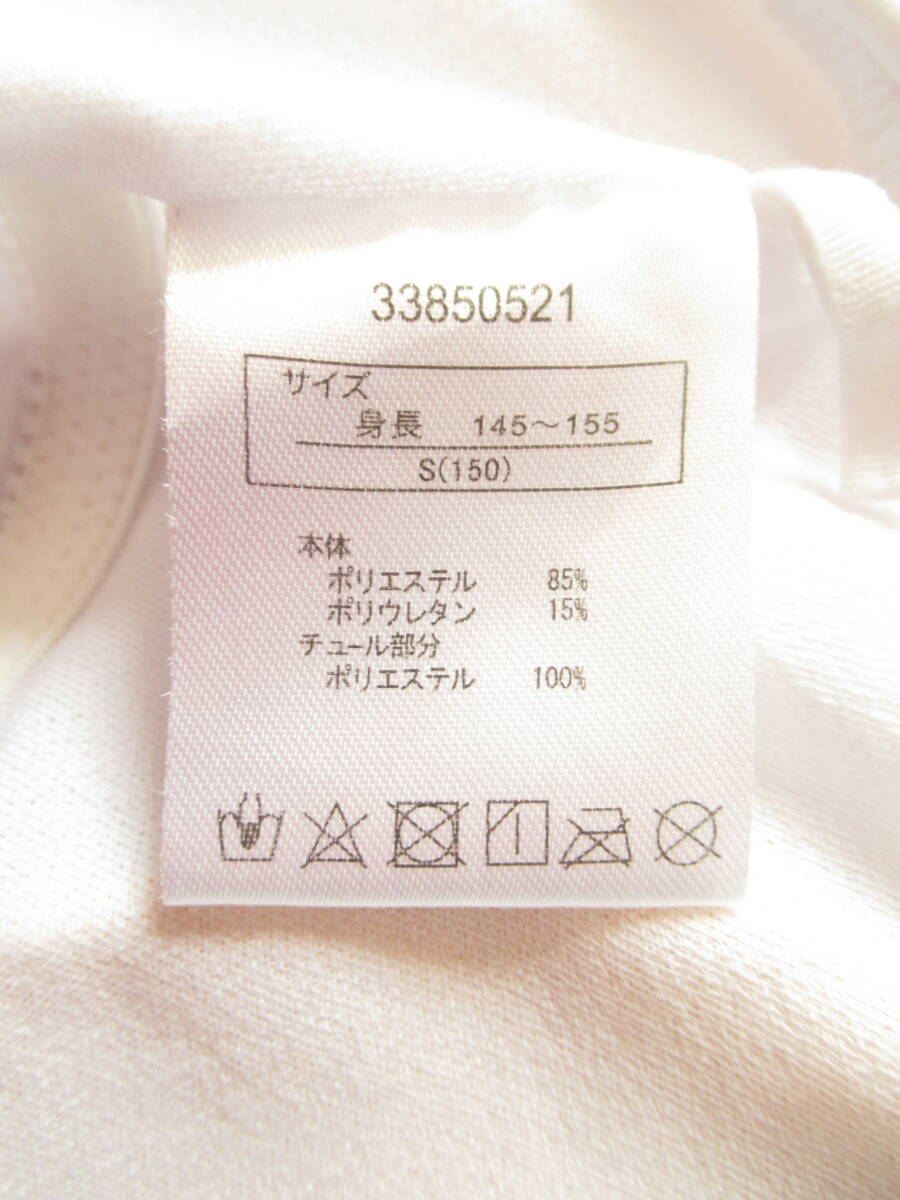 33850521
サイズ
身長 145～155
S(150)
本体
ポリエステル 85%
ポリウレタン 15%
チュール部分
ポリエステル 100%